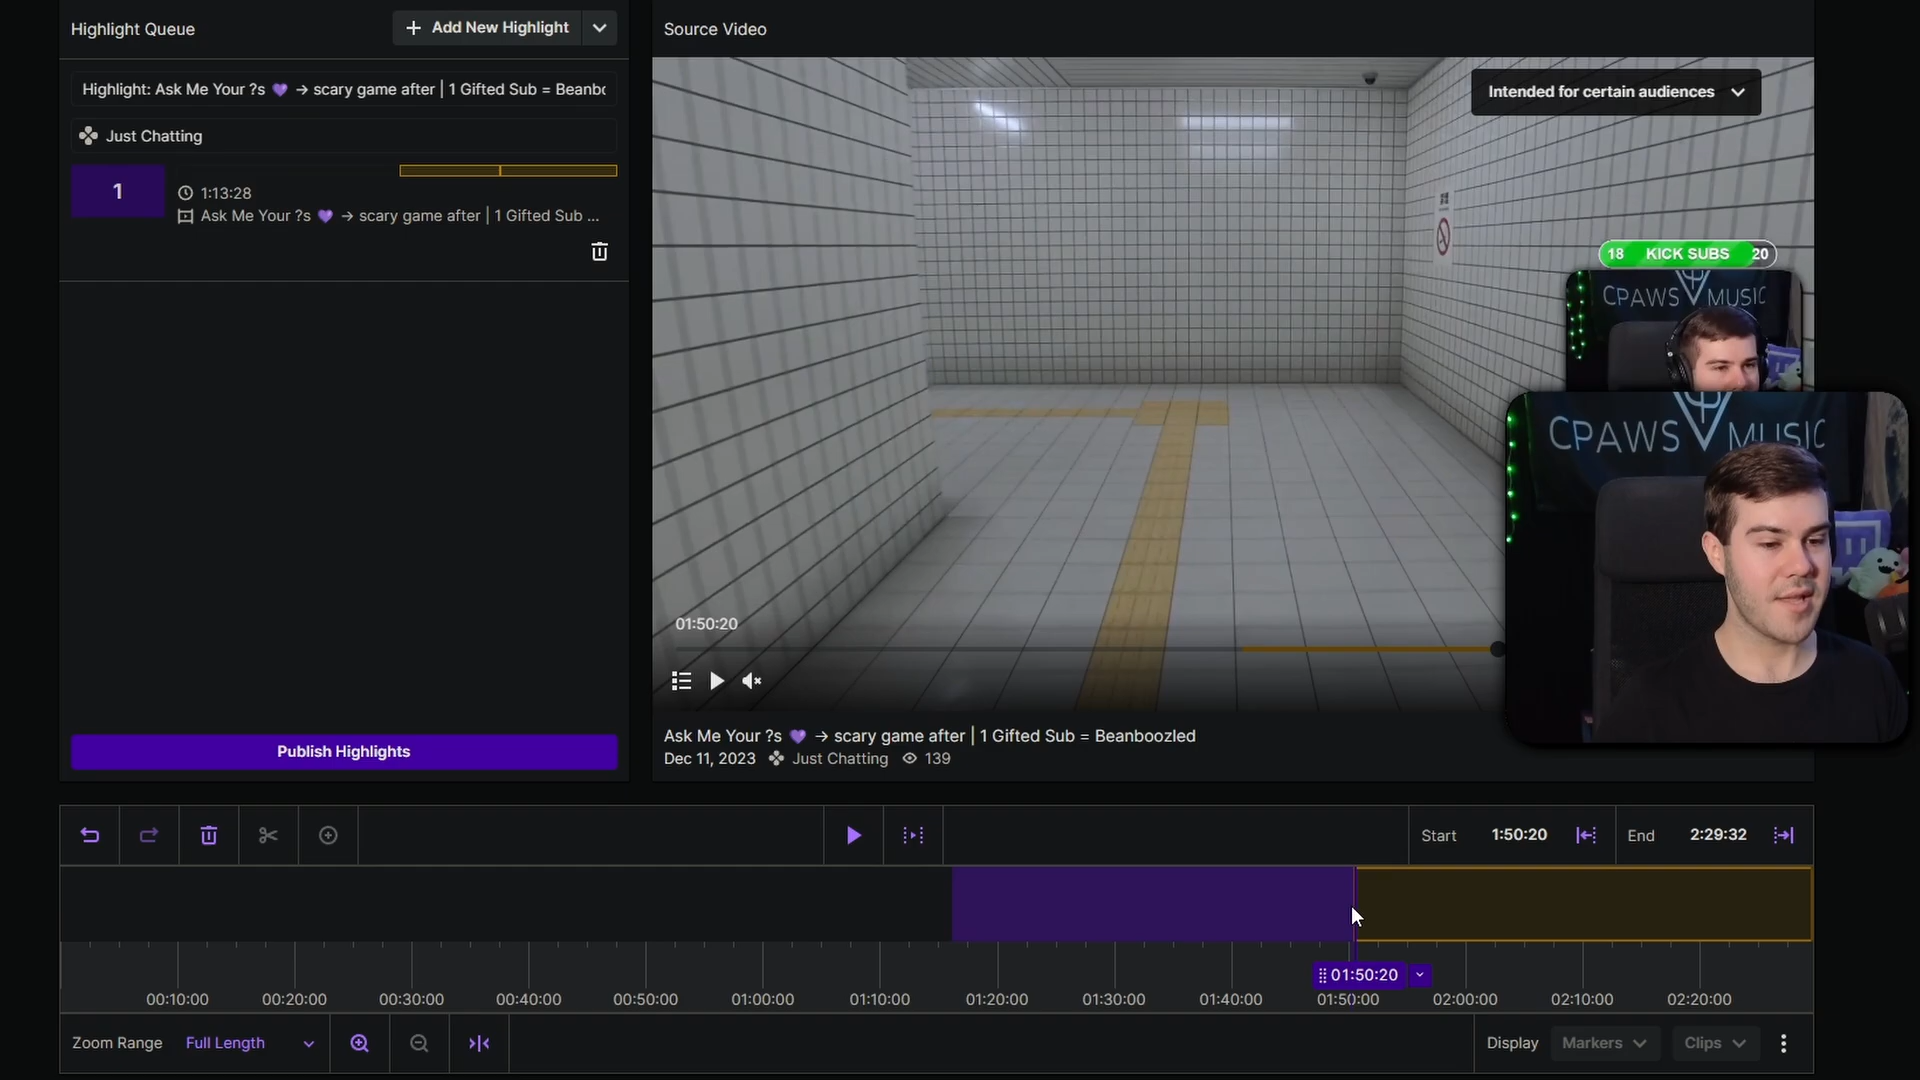 Highlight Queue
Add New Highlight
Source Video
Highlight: Ask Me Your ?s 💜 → scary game after | 1 Gifted Sub = Beanbo
Intended for certain audiences
Just Chatting
1
1:13:28
Ask Me Your ?s 💜 → scary game after | 1 Gifted Sub ...
18 KICK SUBS 20
CPAWS MUSIC
CPAWS MUSIC
01:50:20
Publish Highlights
Ask Me Your ?s 💜 → scary game after | 1 Gifted Sub = Beanboozled
Dec 11, 2023 Just Chatting 139
Start 1:50:20 End 2:29:32
01:50:20
00:10:00 00:20:00 00:30:00 00:40:00 00:50:00 01:00:00 01:10:00 01:20:00 01:30:00 01:40:00 01:50:00 02:00:00 02:10:00 02:20:00
Zoom Range Full Length Display Markers Clips